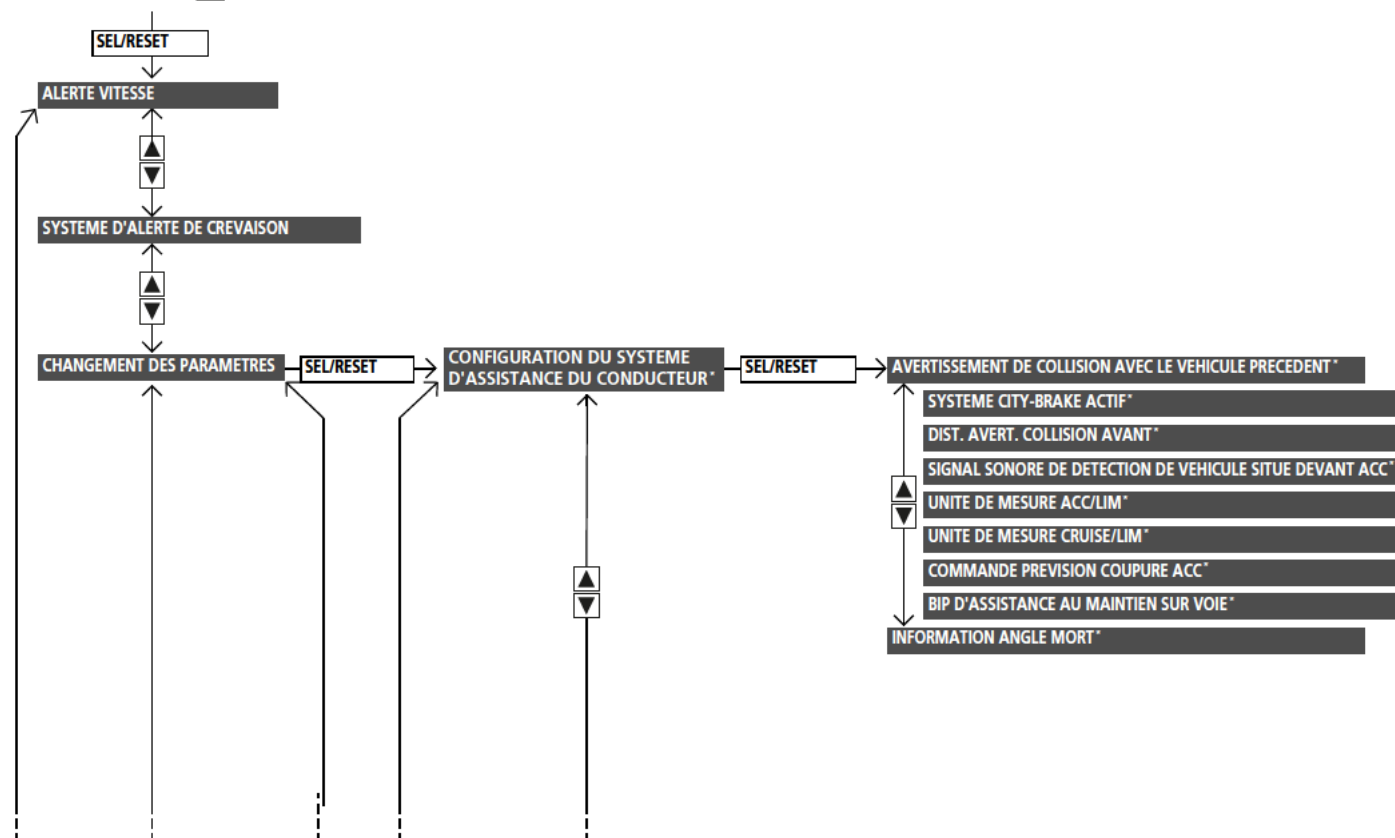 SEL/RESET
ALERTE VITESSE
SYSTEME D'ALERTE DE CREVAISON
CHANGEMENT DES PARAMETRES
SEL/RESET
CONFIGURATION DU SYSTEME
D'ASSISTANCE DU CONDUCTEUR*
SEL/RESET
AVERTISSEMENT DE COLLISION AVEC LE VEHICULE PRECEDENT*
SYSTEME CITY-BRAKE ACTIF*
DIST. AVERT. COLLISION AVANT*
SIGNAL SONORE DE DETECTION DE VEHICULE SITUE DEVANT ACC*
UNITE DE MESURE ACC/LIM*
UNITE DE MESURE CRUISE/LIM*
COMMANDE PREVISION COUPURE ACC*
BIP D'ASSISTANCE AU MAINTIEN SUR VOIE*
INFORMATION ANGLE MORT*